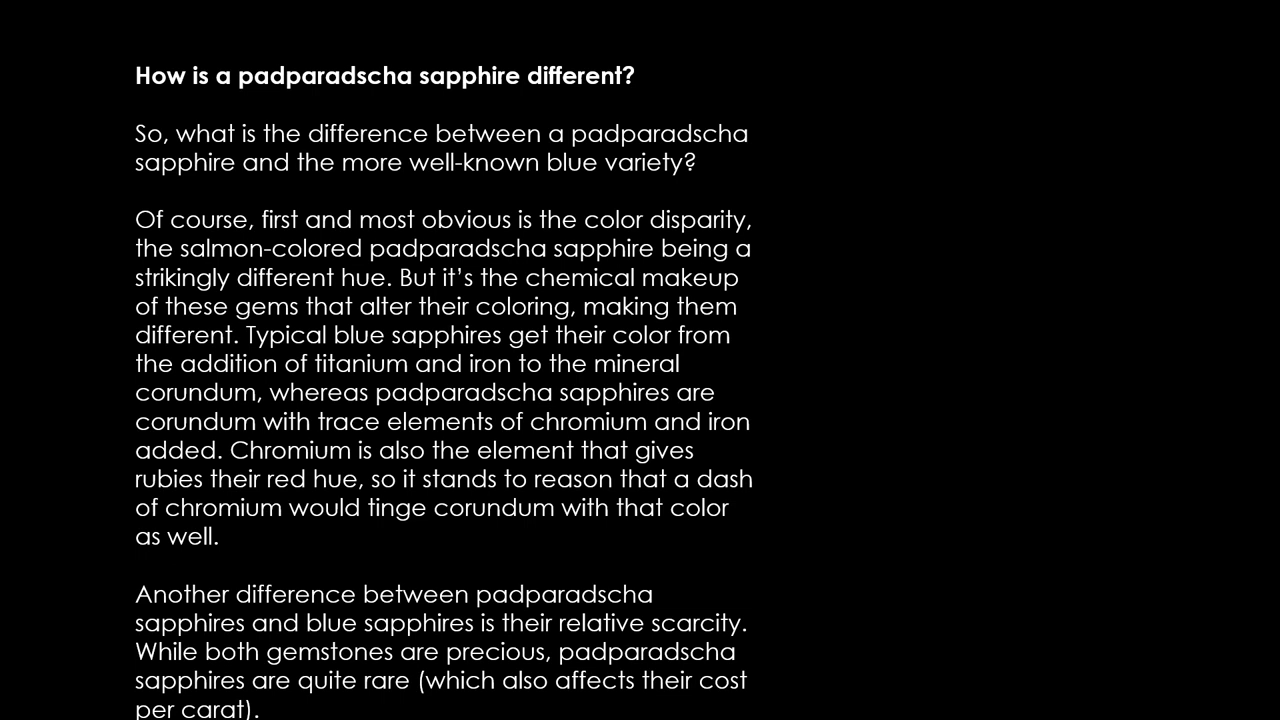 How is a padparadscha sapphire different?
So, what is the difference between a padparadscha
sapphire and the more well-known blue variety?
Of course, first and most obvious is the color disparity,
the salmon-colored padparadscha sapphire being a
strikingly different hue. But it’s the chemical makeup
of these gems that alter their coloring, making them
different. Typical blue sapphires get their color from
the addition of titanium and iron to the mineral
corundum, whereas padparadscha sapphires are
corundum with trace elements of chromium and iron
added. Chromium is also the element that gives
rubies their red hue, so it stands to reason that a dash
of chromium would tinge corundum with that color
as well.
Another difference between padparadscha
sapphires and blue sapphires is their relative scarcity.
While both gemstones are precious, padparadscha
sapphires are quite rare (which also affects their cost
per carat).